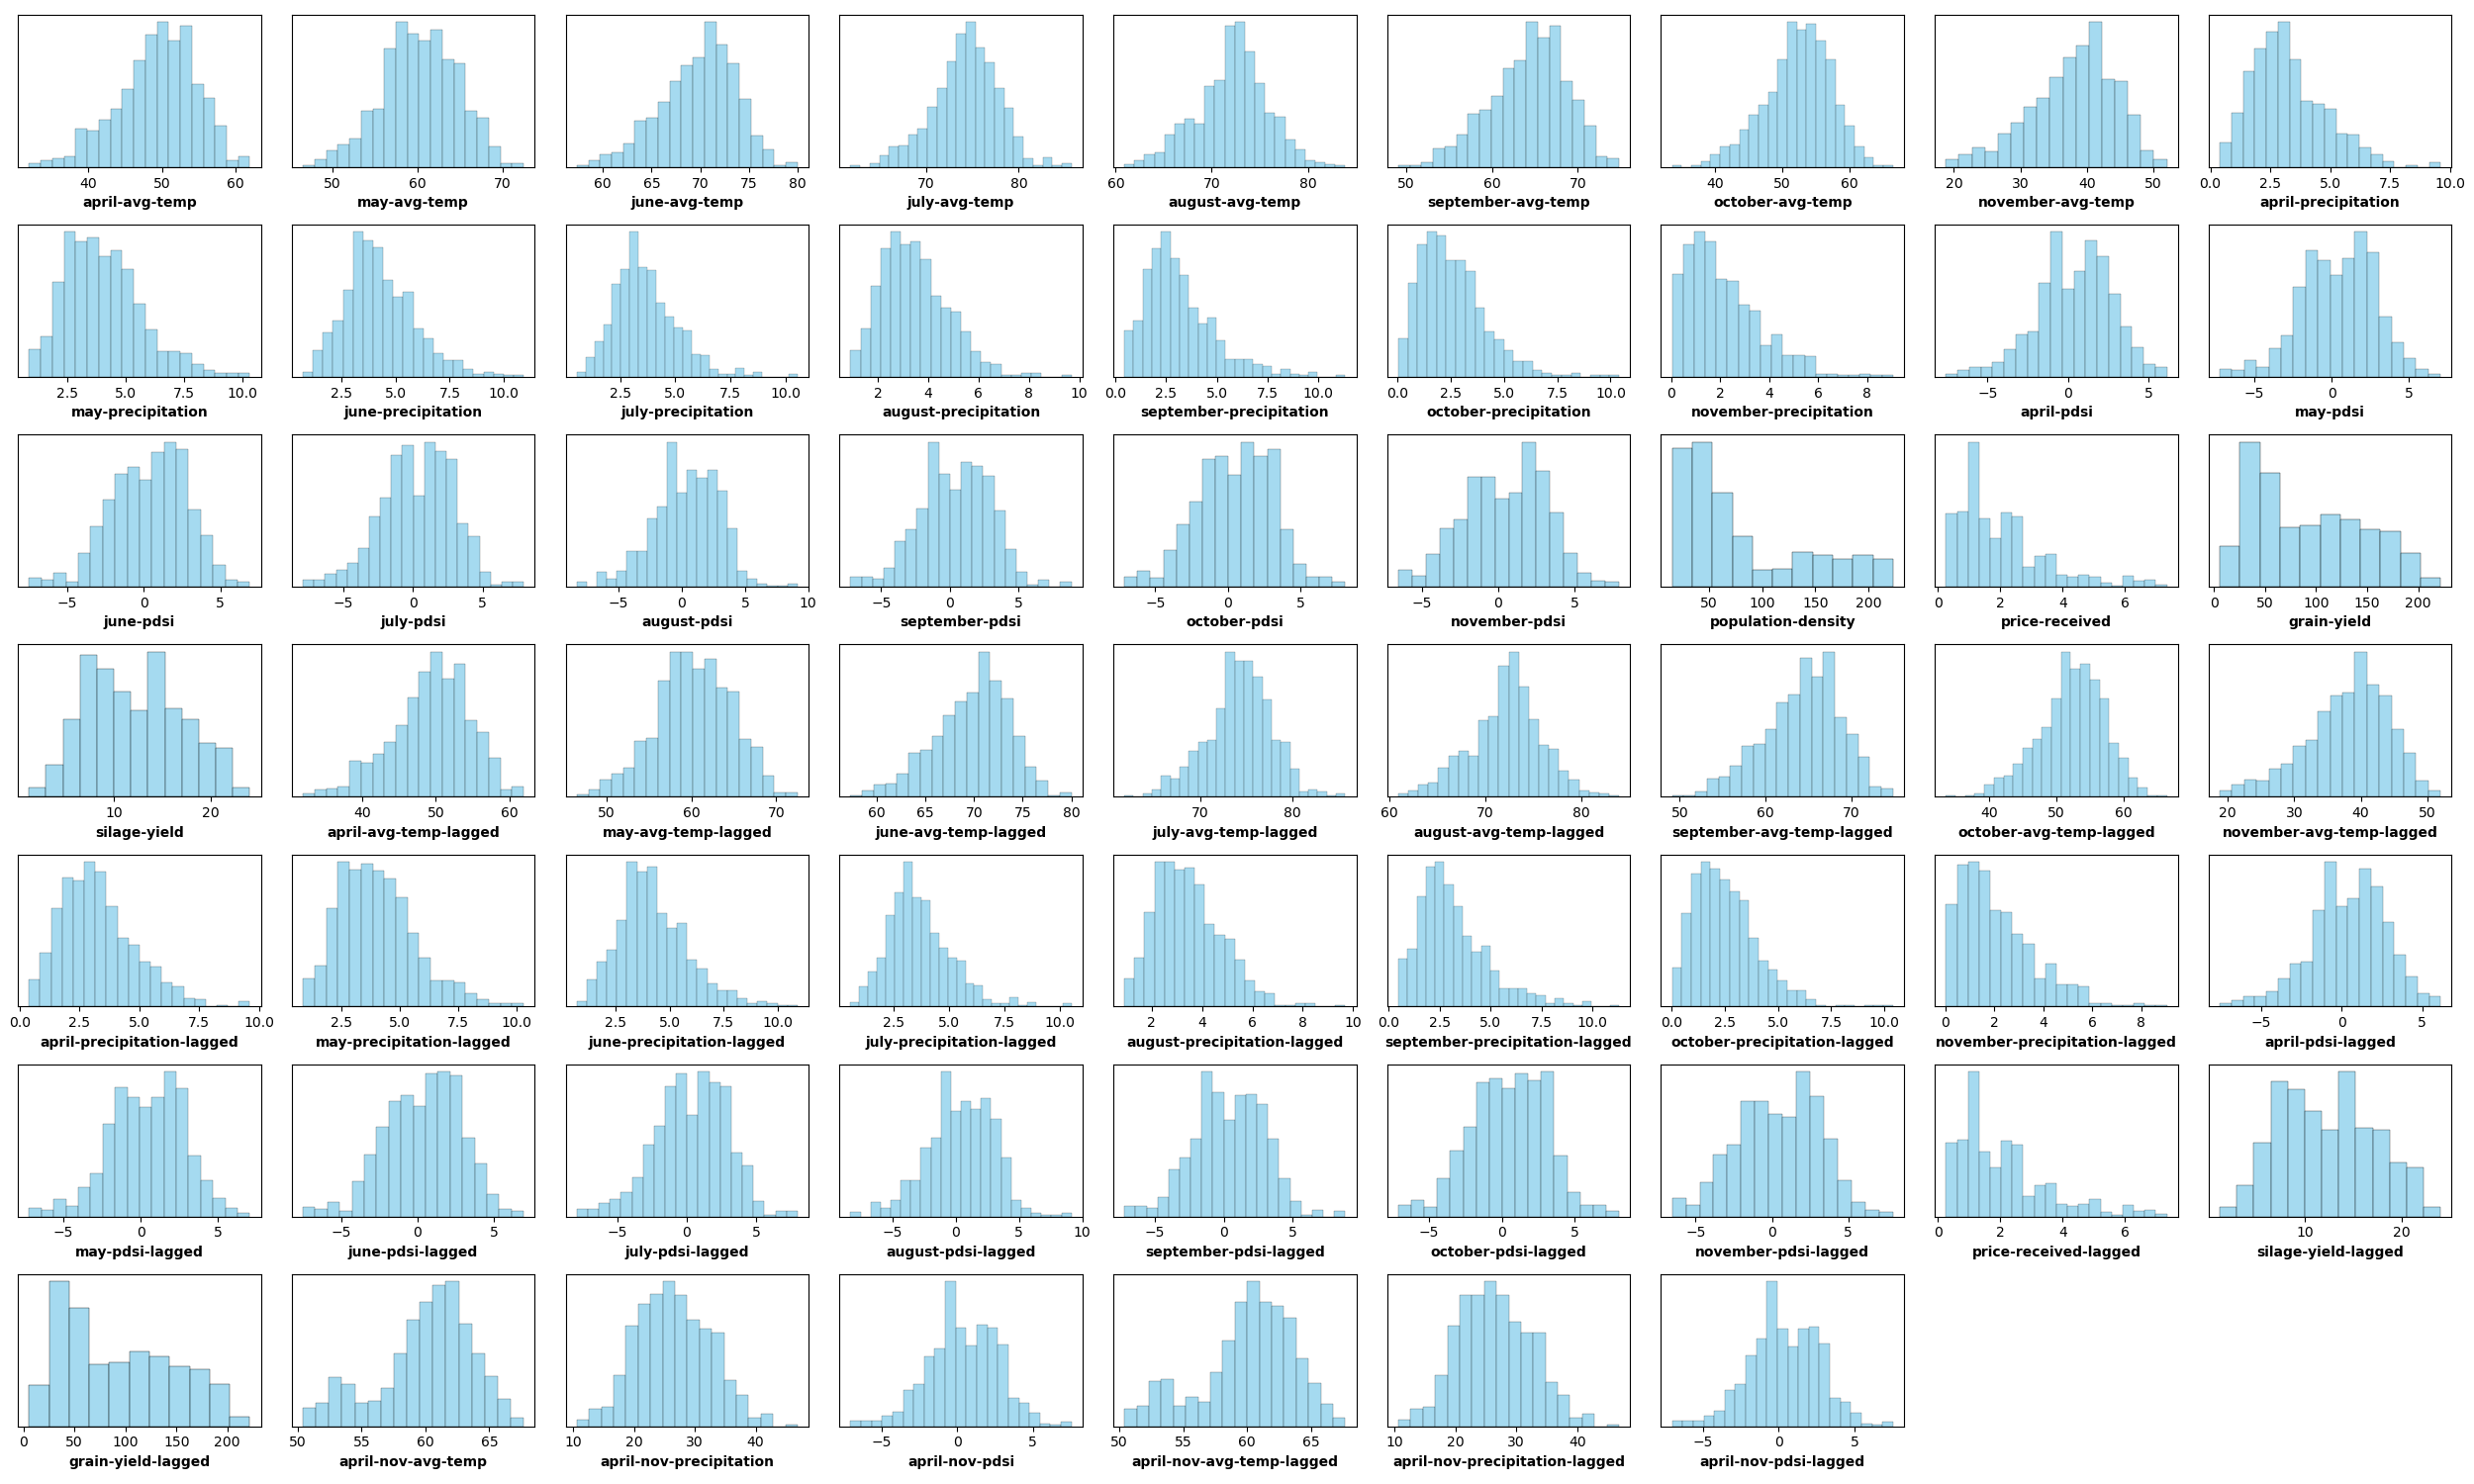 40 50 60 50 60 70 60 65 70 75 80 70 80 60 70 80 50 60 70 40 50 60 20 30 40 50 0.0 2.5 5.0 7.5 10.0
april-avg-temp may-avg-temp june-avg-temp july-avg-temp august-avg-temp september-avg-temp october-avg-temp november-avg-temp april-precipitation
2.5 5.0 7.5 10.0 2.5 5.0 7.5 10.0 2.5 5.0 7.5 10.0 2 4 6 8 10 0.0 2.5 5.0 7.5 10.0 0.0 2.5 5.0 7.5 10.0 0 2 4 6 8 −5 0 5 −5 0 5
may-precipitation june-precipitation july-precipitation august-precipitation september-precipitation october-precipitation november-precipitation april-pdsi may-pdsi
−5 0 5 −5 0 5 −5 0 5 10 −5 0 5 −5 0 5 −5 0 5 50 100 150 200 0 2 4 6 0 50 100 150 200
june-pdsi july-pdsi august-pdsi september-pdsi october-pdsi november-pdsi population-density price-received grain-yield
10 20 40 50 60 50 60 70 60 65 70 75 80 70 80 60 70 80 50 60 70 40 50 60 20 30 40 50
silage-yield april-avg-temp-lagged may-avg-temp-lagged june-avg-temp-lagged july-avg-temp-lagged august-avg-temp-lagged september-avg-temp-lagged october-avg-temp-lagged november-avg-temp-lagged
0.0 2.5 5.0 7.5 10.0 2.5 5.0 7.5 10.0 2.5 5.0 7.5 10.0 2.5 5.0 7.5 10.0 2 4 6 8 10 0.0 2.5 5.0 7.5 10.0 0.0 2.5 5.0 7.5 10.0 0 2 4 6 8 −5 0 5
april-precipitation-lagged may-precipitation-lagged june-precipitation-lagged july-precipitation-lagged august-precipitation-lagged september-precipitation-lagged october-precipitation-lagged november-precipitation-lagged april-pdsi-lagged
−5 0 5 −5 0 5 −5 0 5 −5 0 5 10 −5 0 5 −5 0 5 −5 0 5 0 2 4 6 10 20
may-pdsi-lagged june-pdsi-lagged july-pdsi-lagged august-pdsi-lagged september-pdsi-lagged october-pdsi-lagged november-pdsi-lagged price-received-lagged silage-yield-lagged
0 50 100 150 200 50 55 60 65 10 20 30 40 −5 0 5 50 55 60 65 10 20 30 40 −5 0 5
grain-yield-lagged april-nov-avg-temp april-nov-precipitation april-nov-pdsi april-nov-avg-temp-lagged april-nov-precipitation-lagged april-nov-pdsi-lagged